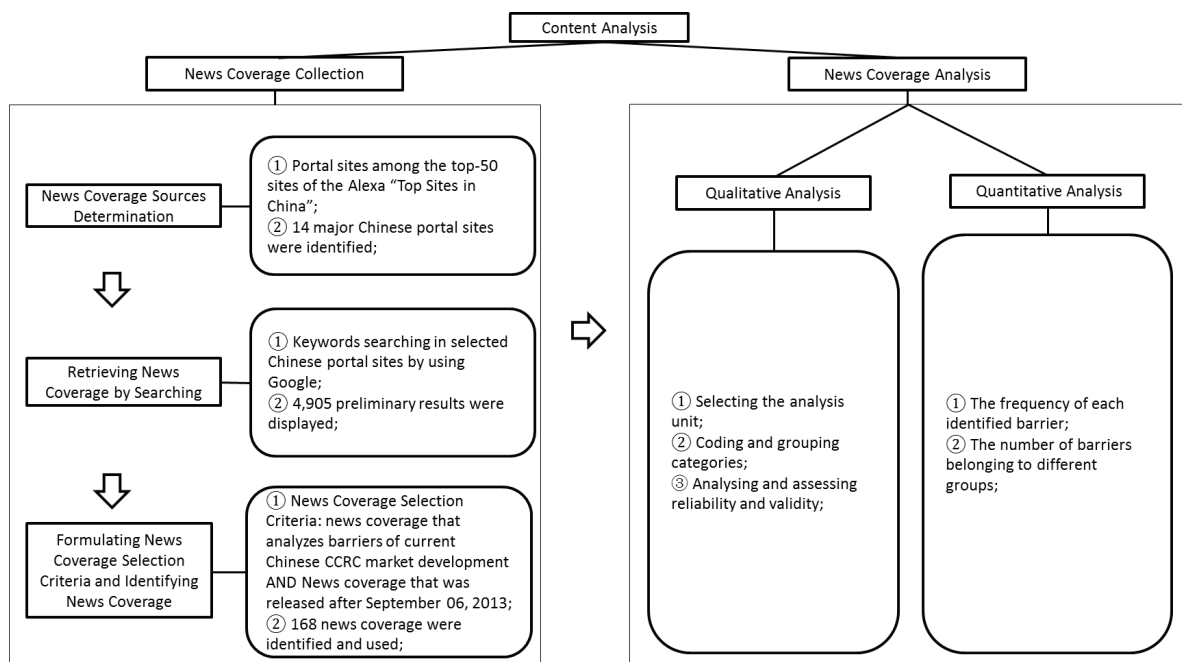 Content Analysis
News Coverage Collection
News Coverage Sources
Determination
① Portal sites among the top-50
sites of the Alexa “Top Sites in
China”;
② 14 major Chinese portal sites
were identified;
Retrieving News
Coverage by Searching
① Keywords searching in selected
Chinese portal sites by using
Google;
② 4,905 preliminary results were
displayed;
Formulating News
Coverage Selection
Criteria and Identifying
News Coverage
① News Coverage Selection
Criteria: news coverage that
analyzes barriers of current
Chinese CCRC market development
AND News coverage that was
released after September 06, 2013;
② 168 news coverage were
identified and used;
News Coverage Analysis
Qualitative Analysis
① Selecting the analysis
unit;
② Coding and grouping
categories;
③ Analysing and assessing
reliability and validity;
Quantitative Analysis
① The frequency of each
identified barrier;
② The number of barriers
belonging to different
groups;